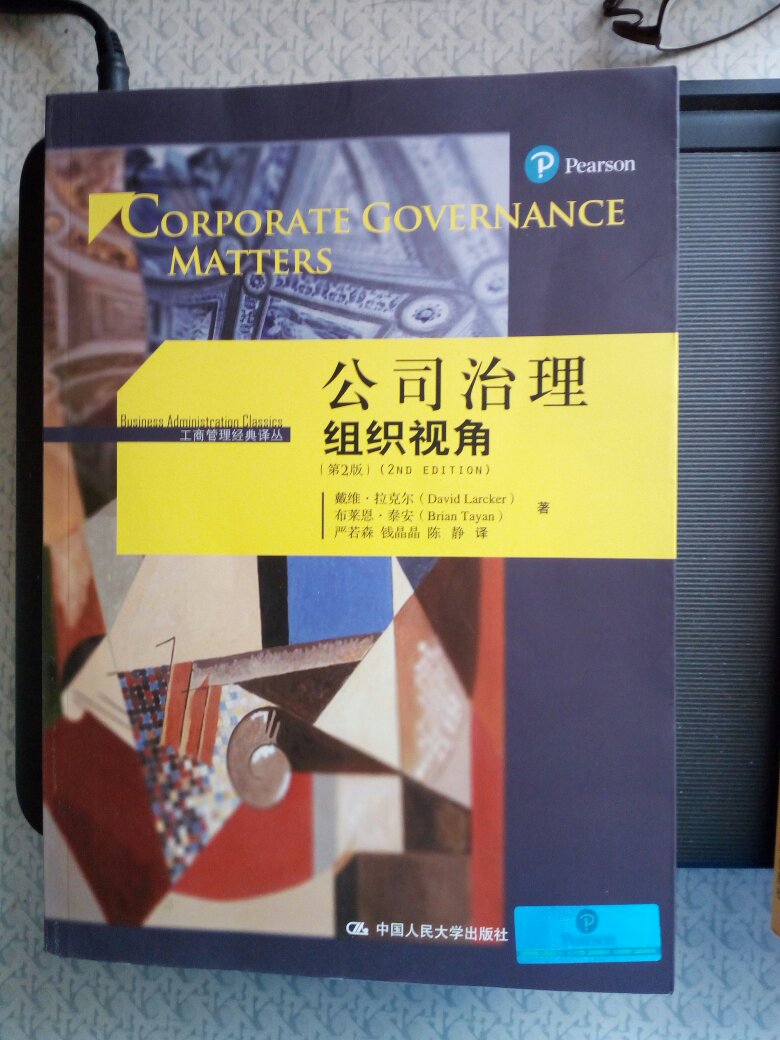 Pearson
CORPORATE GOVERNANCE
MATTERS
公司治理
Business Administration Classics
工商管理经典译丛
组织视角
(第2版) (2ND EDITION)
戴维·拉克尔(David Larcker)
布莱恩·泰安(Brian Tayan) 著
严若森 钱晶晶 陈 静 译
中国人民大学出版社
Pearson